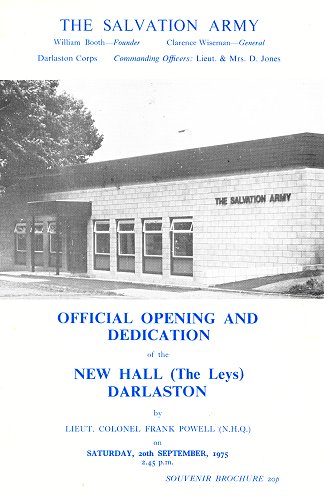 THE SALVATION ARMY
William Booth—Founder Clarence Wiseman—General
Darlaston Corps Commanding Officers: Lieut. & Mrs. D. Jones
THE SALVATION ARMY
OFFICIAL OPENING AND
DEDICATION
of the
NEW HALL (The Leys)
DARLASTON
by
LIEUT. COLONEL FRANK POWELL (N.H.Q.)
on
SATURDAY, 20th SEPTEMBER, 1975
2.45 p.m.
SOUVENIR BROCHURE 20p